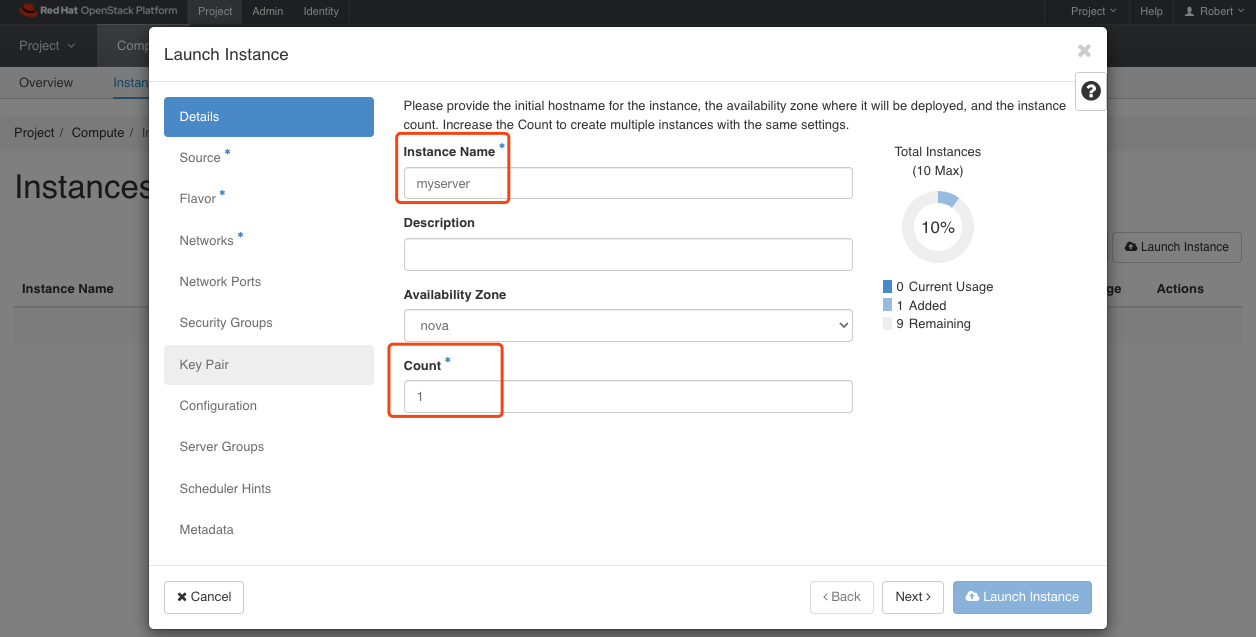 Red Hat OpenStack Platform Project Admin Identity Project Help Robert
Project Comp
Overview Instan
Project / Compute / I
Instances
Launch Instance
Instance Name ge Actions
Launch Instance
Details
Source *
Flavor *
Networks *
Network Ports
Security Groups
Key Pair
Configuration
Server Groups
Scheduler Hints
Metadata
Please provide the initial hostname for the instance, the availability zone where it will be deployed, and the instance
count. Increase the Count to create multiple instances with the same settings.
Instance Name *
myserver
Description
Availability Zone
nova
Count *
1
Total Instances
(10 Max)
10%
0 Current Usage
1 Added
9 Remaining
Cancel
Back
Next
Launch Instance